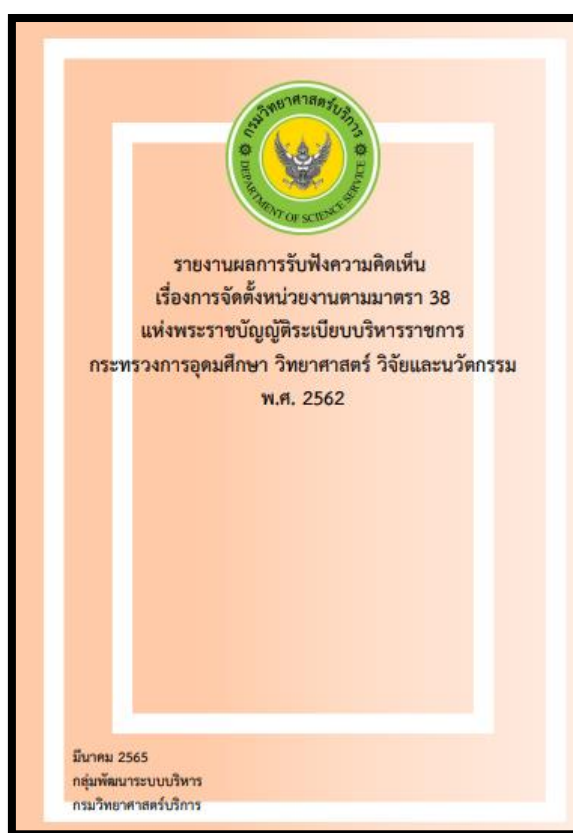 กรมวิทยาศาสตร์บริการ
DEPARTMENT OF SCIENCE SERVICE
รายงานผลการรับฟังความคิดเห็น
เรื่องการจัดตั้งหน่วยงานตามมาตรา 38
แห่งพระราชบัญญัติระเบียบบริหารราชการ
กระทรวงการอุดมศึกษา วิทยาศาสตร์ วิจัยและนวัตกรรม
พ.ศ. 2562
มีนาคม 2565
กลุ่มพัฒนาระบบบริหาร
กรมวิทยาศาสตร์บริการ